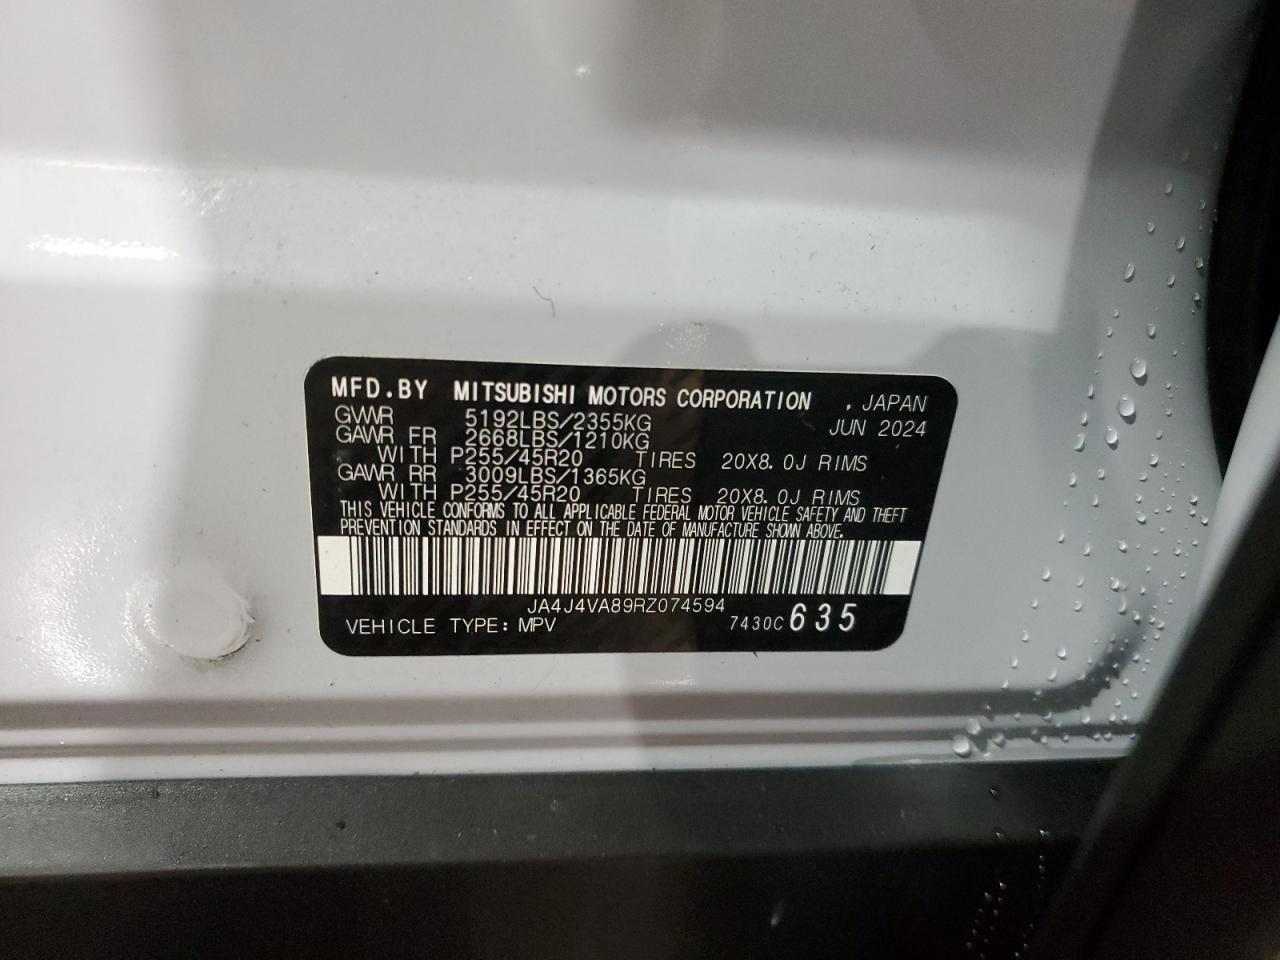 MFD.BY MITSUBISHI MOTORS CORPORATION , JAPAN
GVWR 5192LBS/2355KG JUN 2024
GAWR FR 2668LBS/1210KG
WITH P255/45R20 TIRES 20X8.0J RIMS
GAWR RR 3009LBS/1365KG
WITH P255/45R20 TIRES 20X8.0J RIMS
THIS VEHICLE CONFORMS TO ALL APPLICABLE FEDERAL MOTOR VEHICLE SAFETY AND THEFT
PREVENTION STANDARDS IN EFFECT ON THE DATE OF MANUFACTURE SHOWN ABOVE.
JA4J4VA89RZ074594
VEHICLE TYPE: MPV 7430C 635